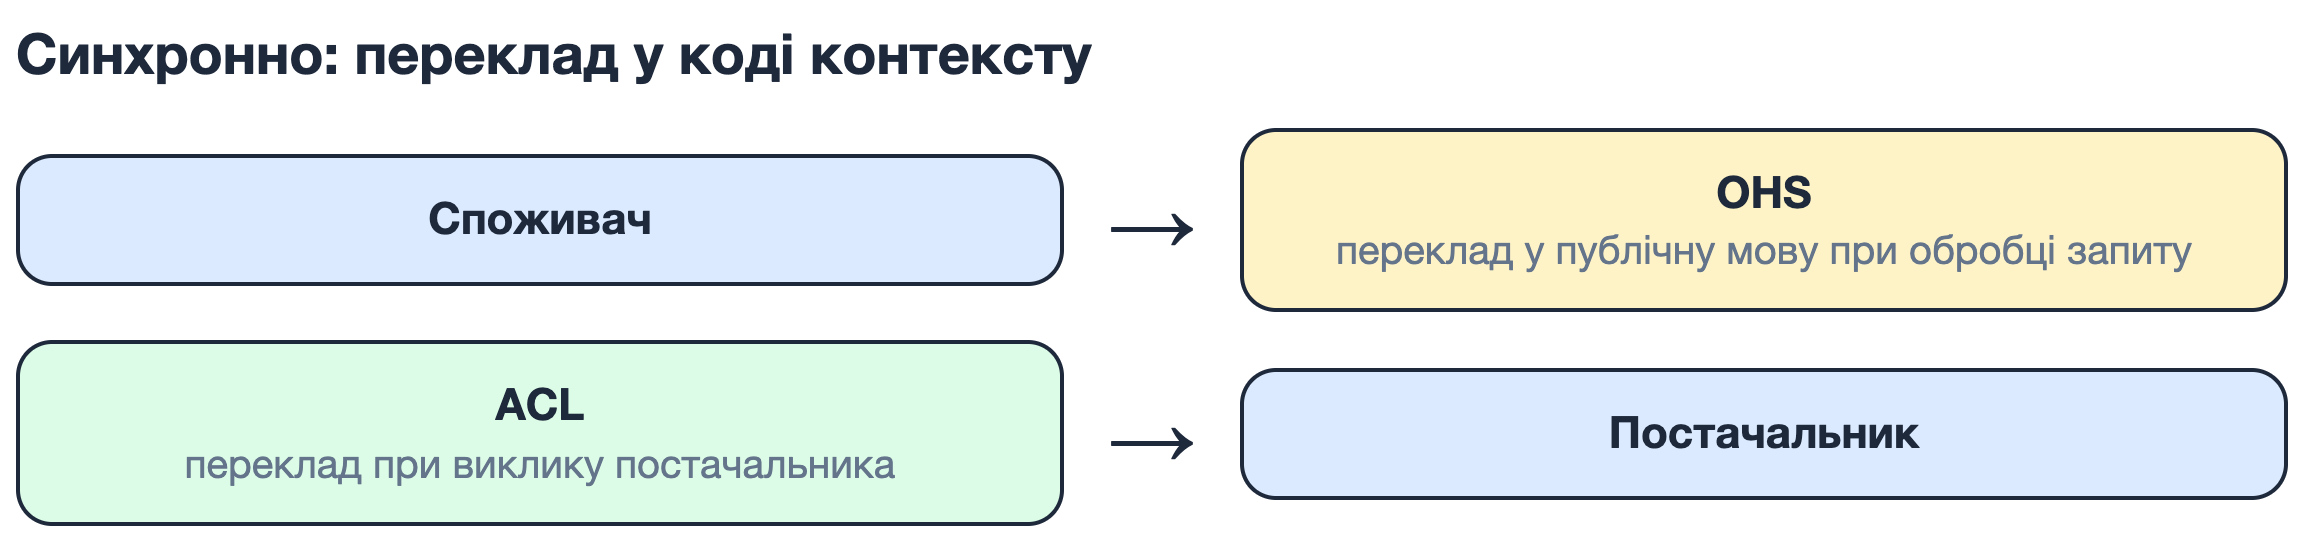 Синхронно: переклад у коді контексту
Споживач
→
OHS
переклад у публічну мову при обробці запиту
ACL
переклад при виклику постачальника
→
Постачальник